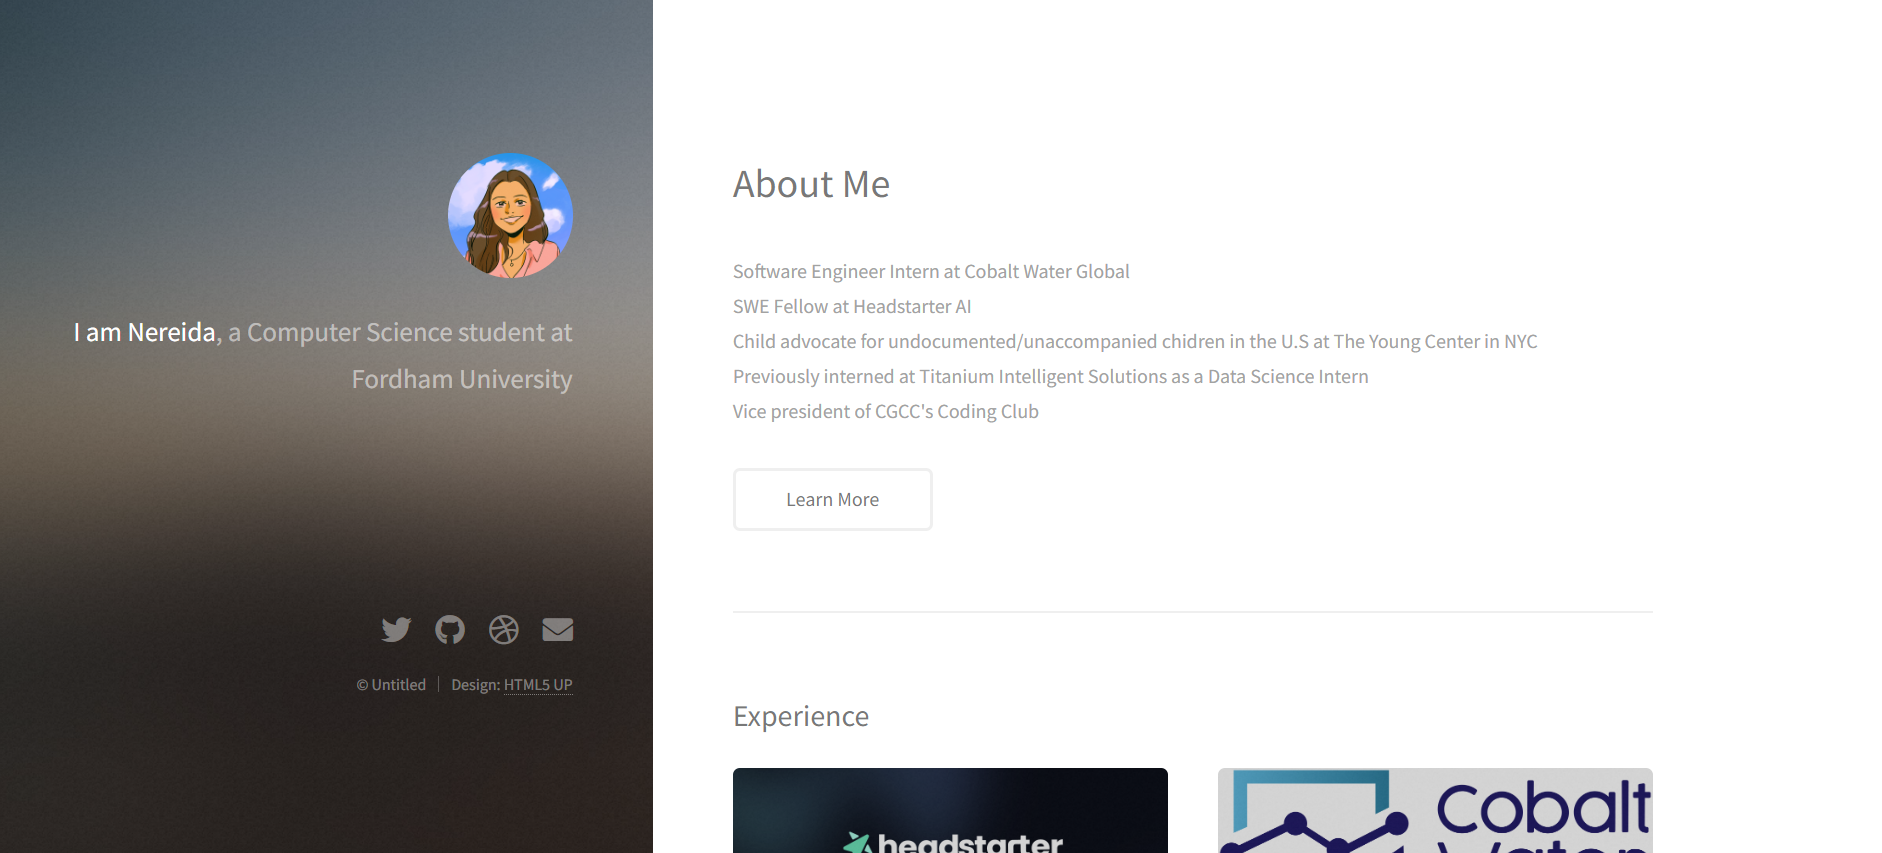 I am Nereida, a Computer Science student at
Fordham University
© Untitled
Design: HTML5 UP
About Me
Software Engineer Intern at Cobalt Water Global
SWE Fellow at Headstarter AI
Child advocate for undocumented/unaccompanied chidren in the U.S at The Young Center in NYC
Previously interned at Titanium Intelligent Solutions as a Data Science Intern
Vice president of CGCC's Coding Club
Learn More
Experience
headstarter
Cobalt
Water